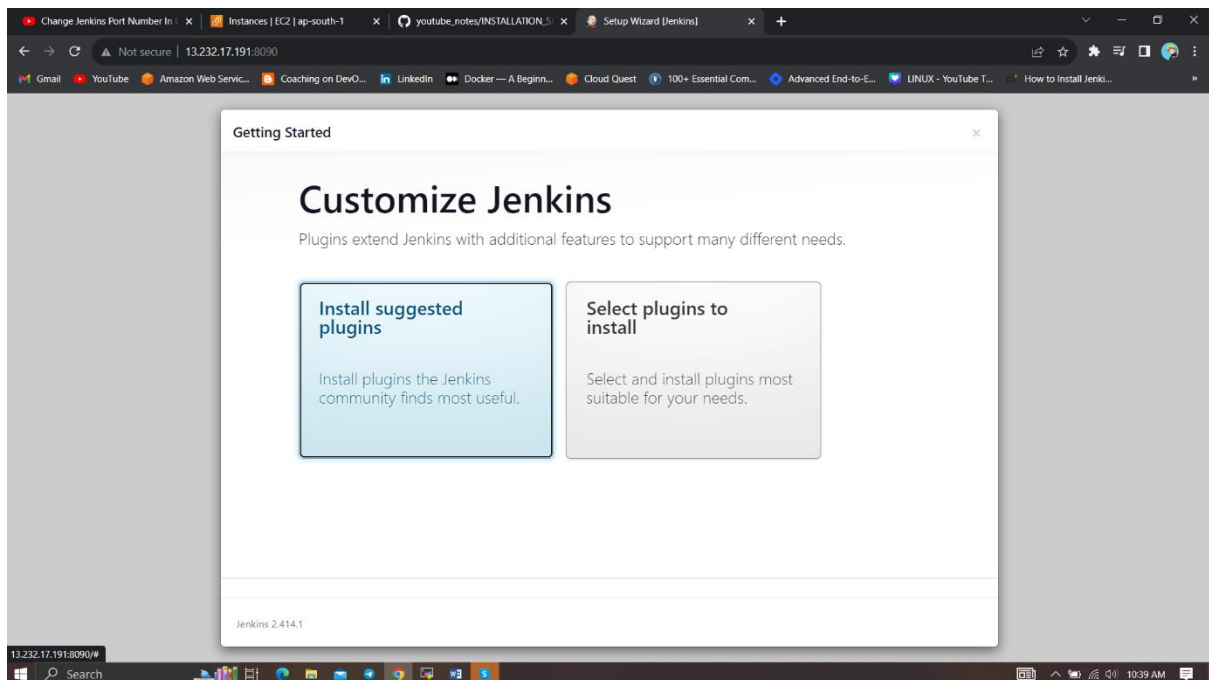 Change Jenkins Port Number In L
Instances | EC2 | ap-south-1
youtube_notes/INSTALLATION_S
Setup Wizard [Jenkins]
Not secure | 13.232.17.191:8090
Gmail
YouTube
Amazon Web Servic...
Coaching on DevO...
LinkedIn
Docker — A Beginn...
Cloud Quest
100+ Essential Com...
Advanced End-to-E...
LINUX - YouTube T...
How to Install Jenki...
»
Getting Started
Customize Jenkins
Plugins extend Jenkins with additional features to support many different needs.
Install suggested
plugins
Install plugins the Jenkins
community finds most useful.
Select plugins to
install
Select and install plugins most
suitable for your needs.
Jenkins 2.414.1
13.232.17.191:8090/#
Search
10:39 AM